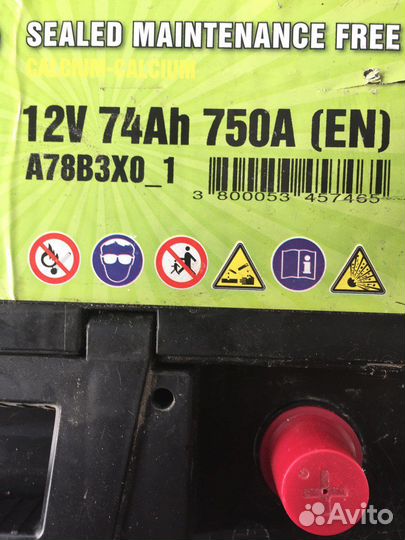 SEALED MAINTENANCE FREE
CALCIUM-CALCIUM
12V 74Ah 750A (EN)
A78B3X0_1
3 800053 457465
i
+
Avito